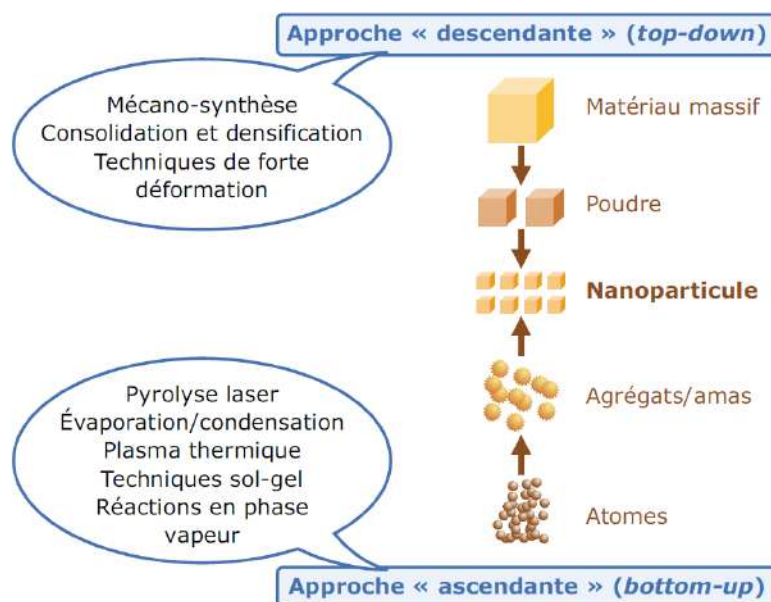 Approche « descendante » (top-down)
Mécano-synthèse
Consolidation et densification
Techniques de forte
déformation
Matériau massif
Poudre
Nanoparticule
Agrégats/amas
Atomes
Pyrolyse laser
Évaporation/condensation
Plasma thermique
Techniques sol-gel
Réactions en phase
vapeur
Approche « ascendante » (bottom-up)